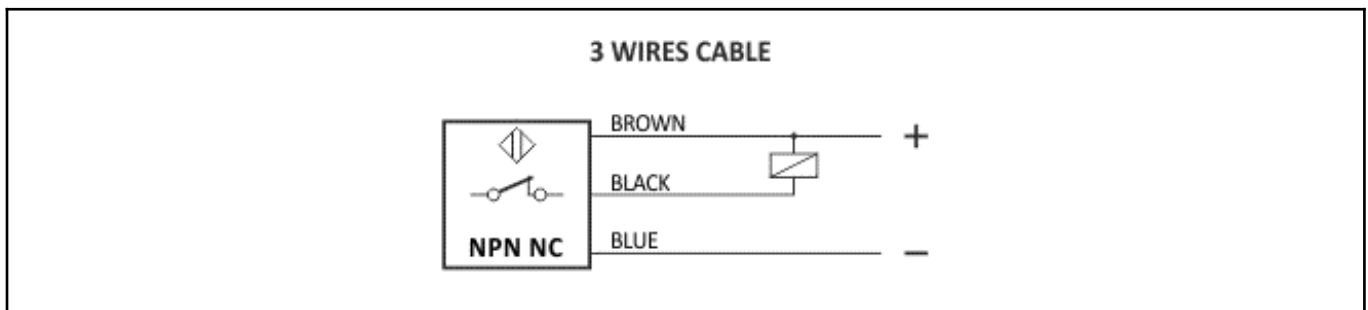 3 WIRES CABLE
BROWN
+
BLACK
NPN NC
BLUE
−